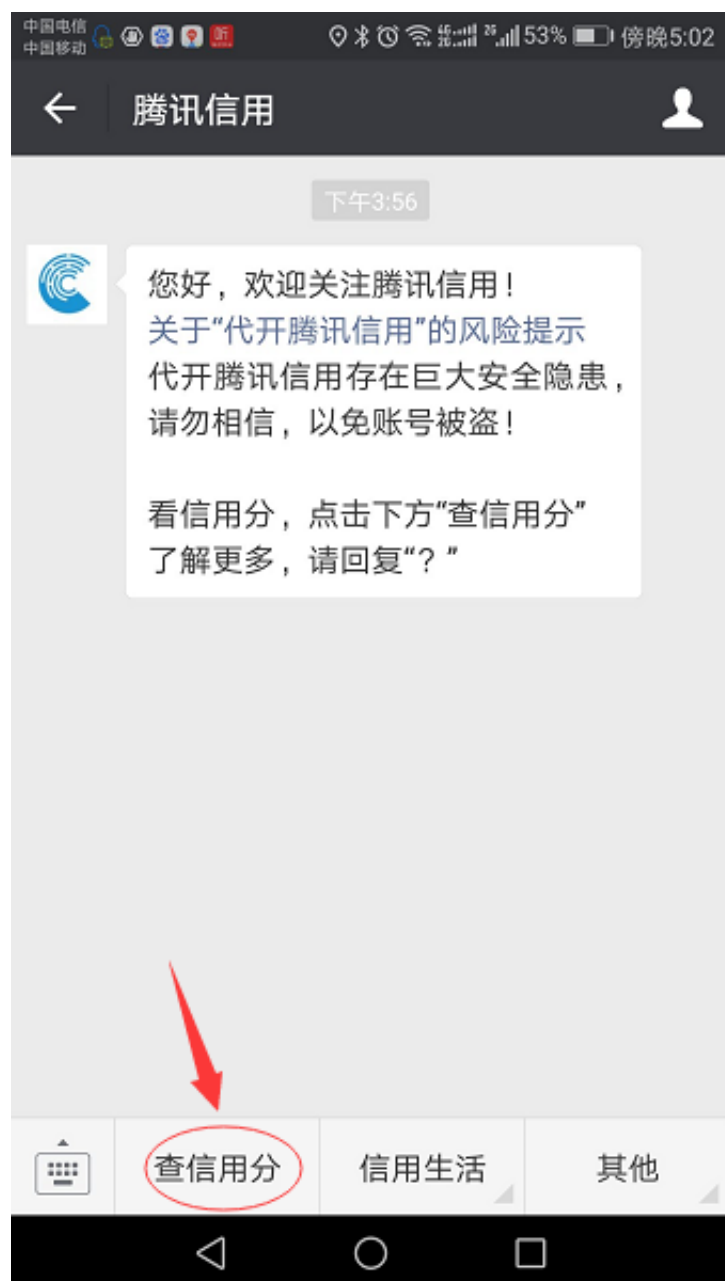 中国电信
中国移动
听
53%
傍晚5:02
腾讯信用
下午3:56
您好，欢迎关注腾讯信用！
关于“代开腾讯信用”的风险提示
代开腾讯信用存在巨大安全隐患，
请勿相信，以免账号被盗！
看信用分，点击下方“查信用分”
了解更多，请回复“？”
查信用分
信用生活
其他